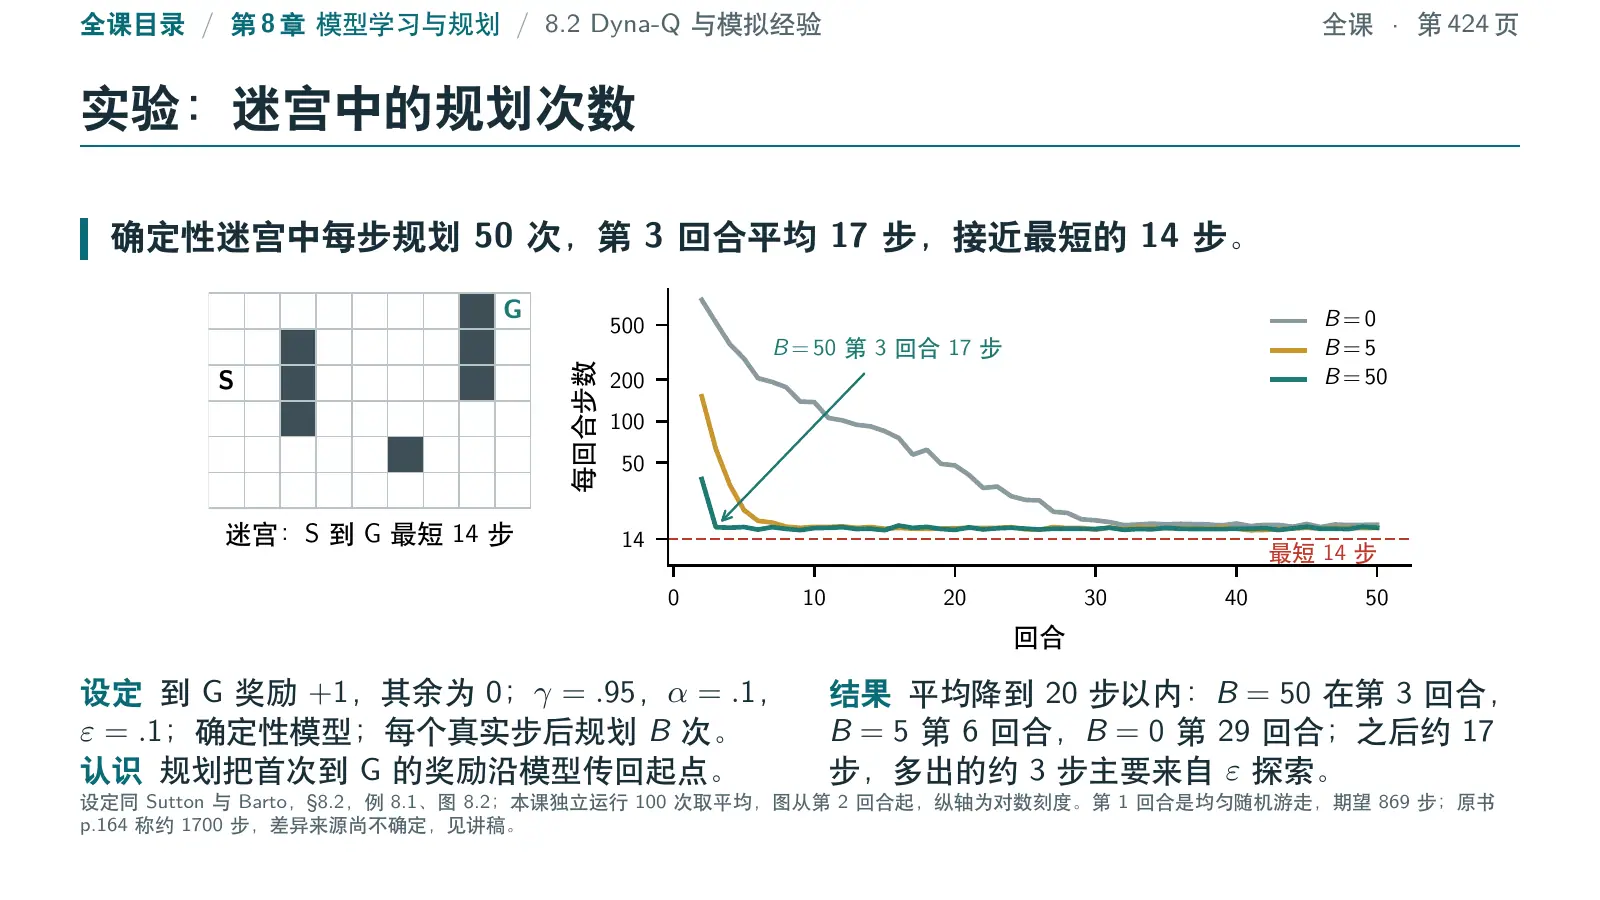 全课目录 / 第 8 章 模型学习与规划 / 8.2 Dyna-Q 与模拟经验
全课 · 第 424 页
实验：迷宫中的规划次数
确定性迷宫中每步规划 50 次，第 3 回合平均 17 步，接近最短的 14 步。
G
S
迷宫：S 到 G 最短 14 步
每回合步数
500
200
100
50
14
B=50 第 3 回合 17 步
B=0
B=5
B=50
最短 14 步
0 10 20 30 40 50
回合
设定 到 G 奖励 +1，其余为 0；γ = .95，α = .1，
ε = .1；确定性模型；每个真实步后规划 B 次。
认识 规划把首次到 G 的奖励沿模型传回起点。
结果 平均降到 20 步以内：B = 50 在第 3 回合，
B = 5 第 6 回合，B = 0 第 29 回合；之后约 17
步，多出的约 3 步主要来自 ε 探索。
设定同 Sutton 与 Barto，§8.2，例 8.1、图 8.2；本课独立运行 100 次取平均，图从第 2 回合起，纵轴为对数刻度。第 1 回合是均匀随机游走，期望 869 步；原书
p.164 称约 1700 步，差异来源尚不确定，见讲稿。